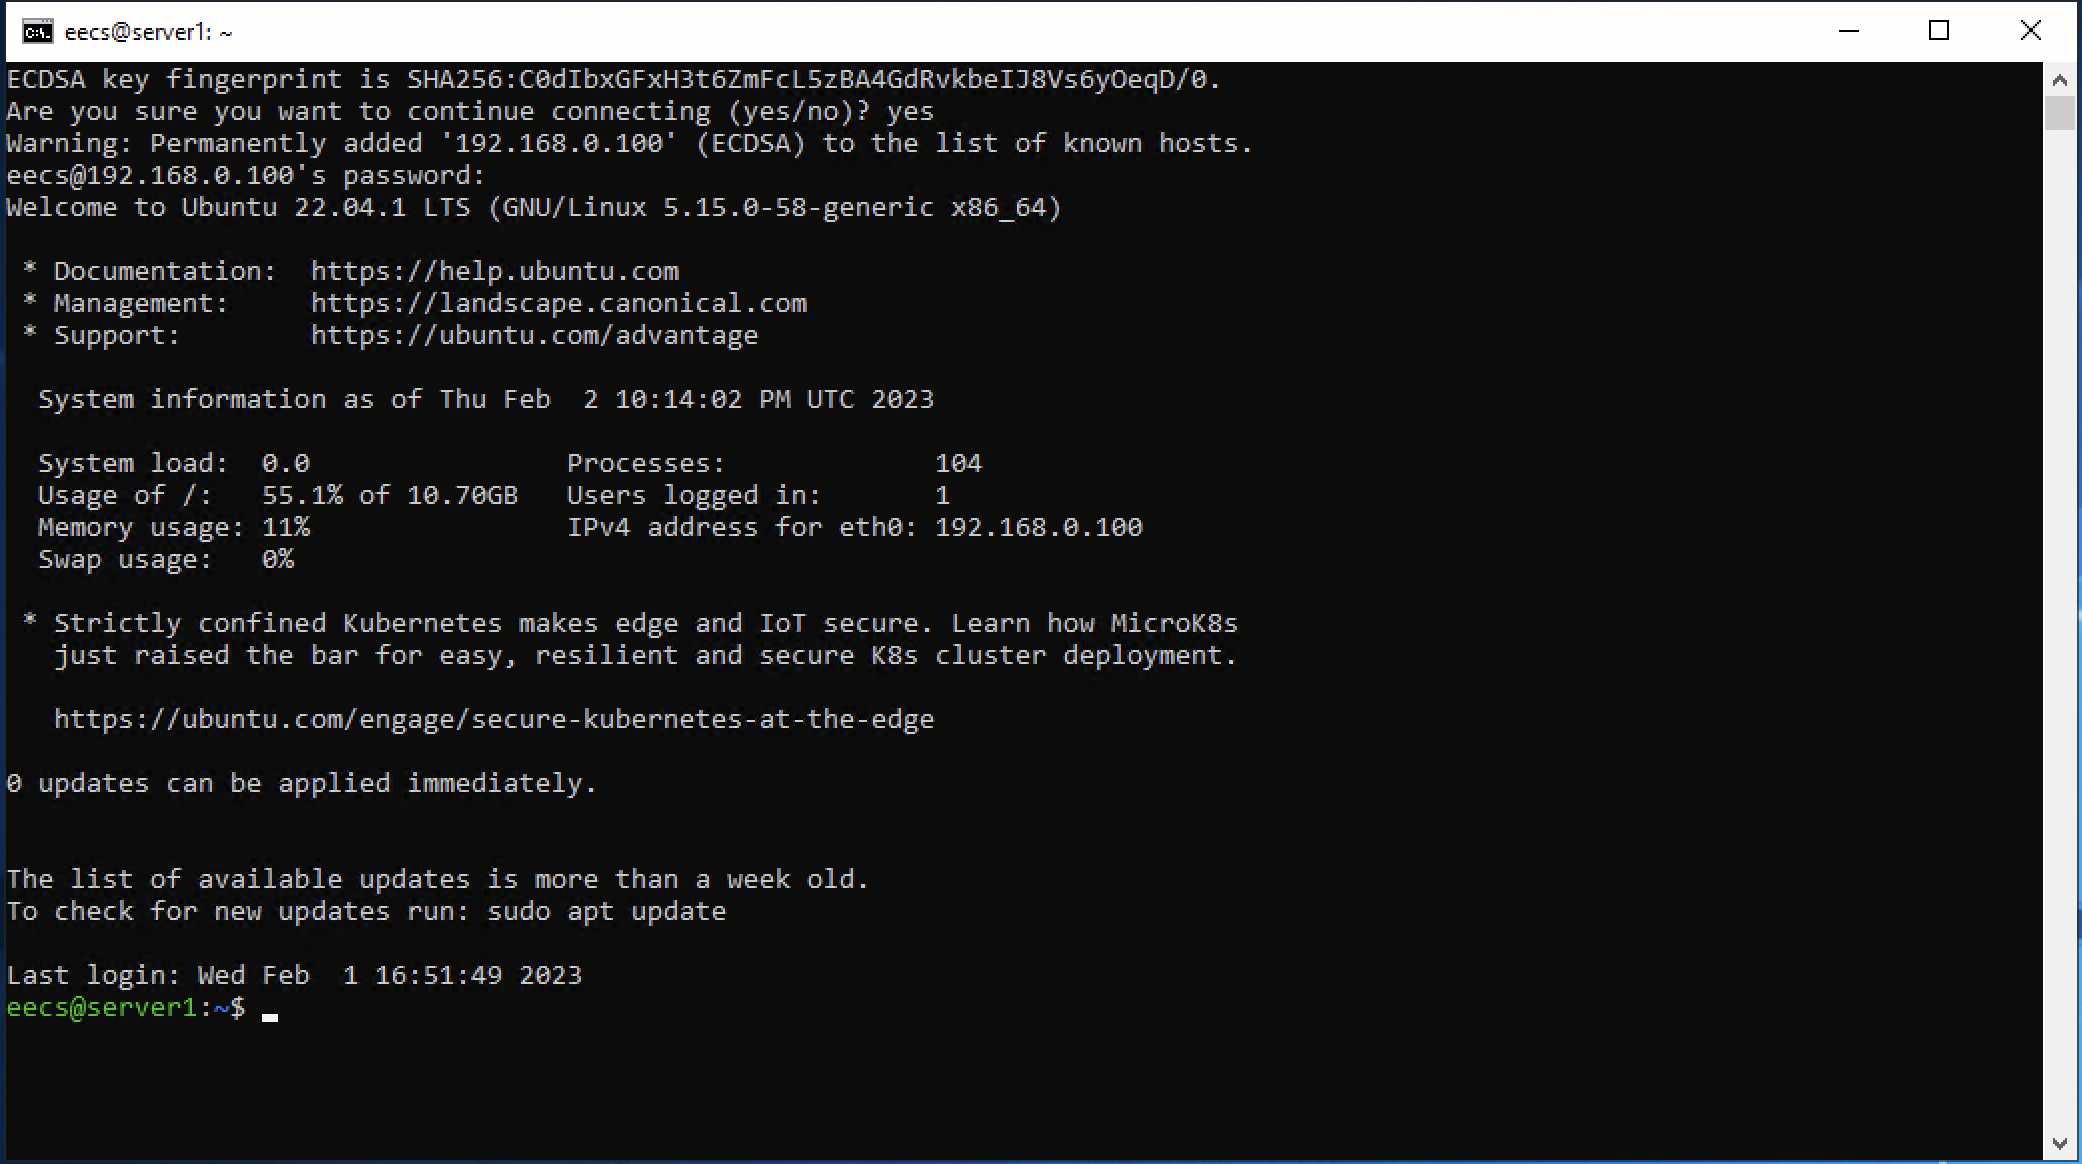 eecs@server1: ~
ECDSA key fingerprint is SHA256:C0dIbxGFxH3t6ZmFcL5zBA4GdRvkbeIJ8Vs6yOeqD/0.
Are you sure you want to continue connecting (yes/no)? yes
Warning: Permanently added '192.168.0.100' (ECDSA) to the list of known hosts.
eecs@192.168.0.100's password:
Welcome to Ubuntu 22.04.1 LTS (GNU/Linux 5.15.0-58-generic x86_64)
* Documentation:  https://help.ubuntu.com
* Management:     https://landscape.canonical.com
* Support:        https://ubuntu.com/advantage
System information as of Thu Feb  2 10:14:02 PM UTC 2023
System load:  0.0                Processes:             104
Usage of /:   55.1% of 10.70GB   Users logged in:       1
Memory usage: 11%                IPv4 address for eth0: 192.168.0.100
Swap usage:   0%
* Strictly confined Kubernetes makes edge and IoT secure. Learn how MicroK8s
just raised the bar for easy, resilient and secure K8s cluster deployment.
https://ubuntu.com/engage/secure-kubernetes-at-the-edge
0 updates can be applied immediately.
The list of available updates is more than a week old.
To check for new updates run: sudo apt update
Last login: Wed Feb  1 16:51:49 2023
eecs@server1:~$